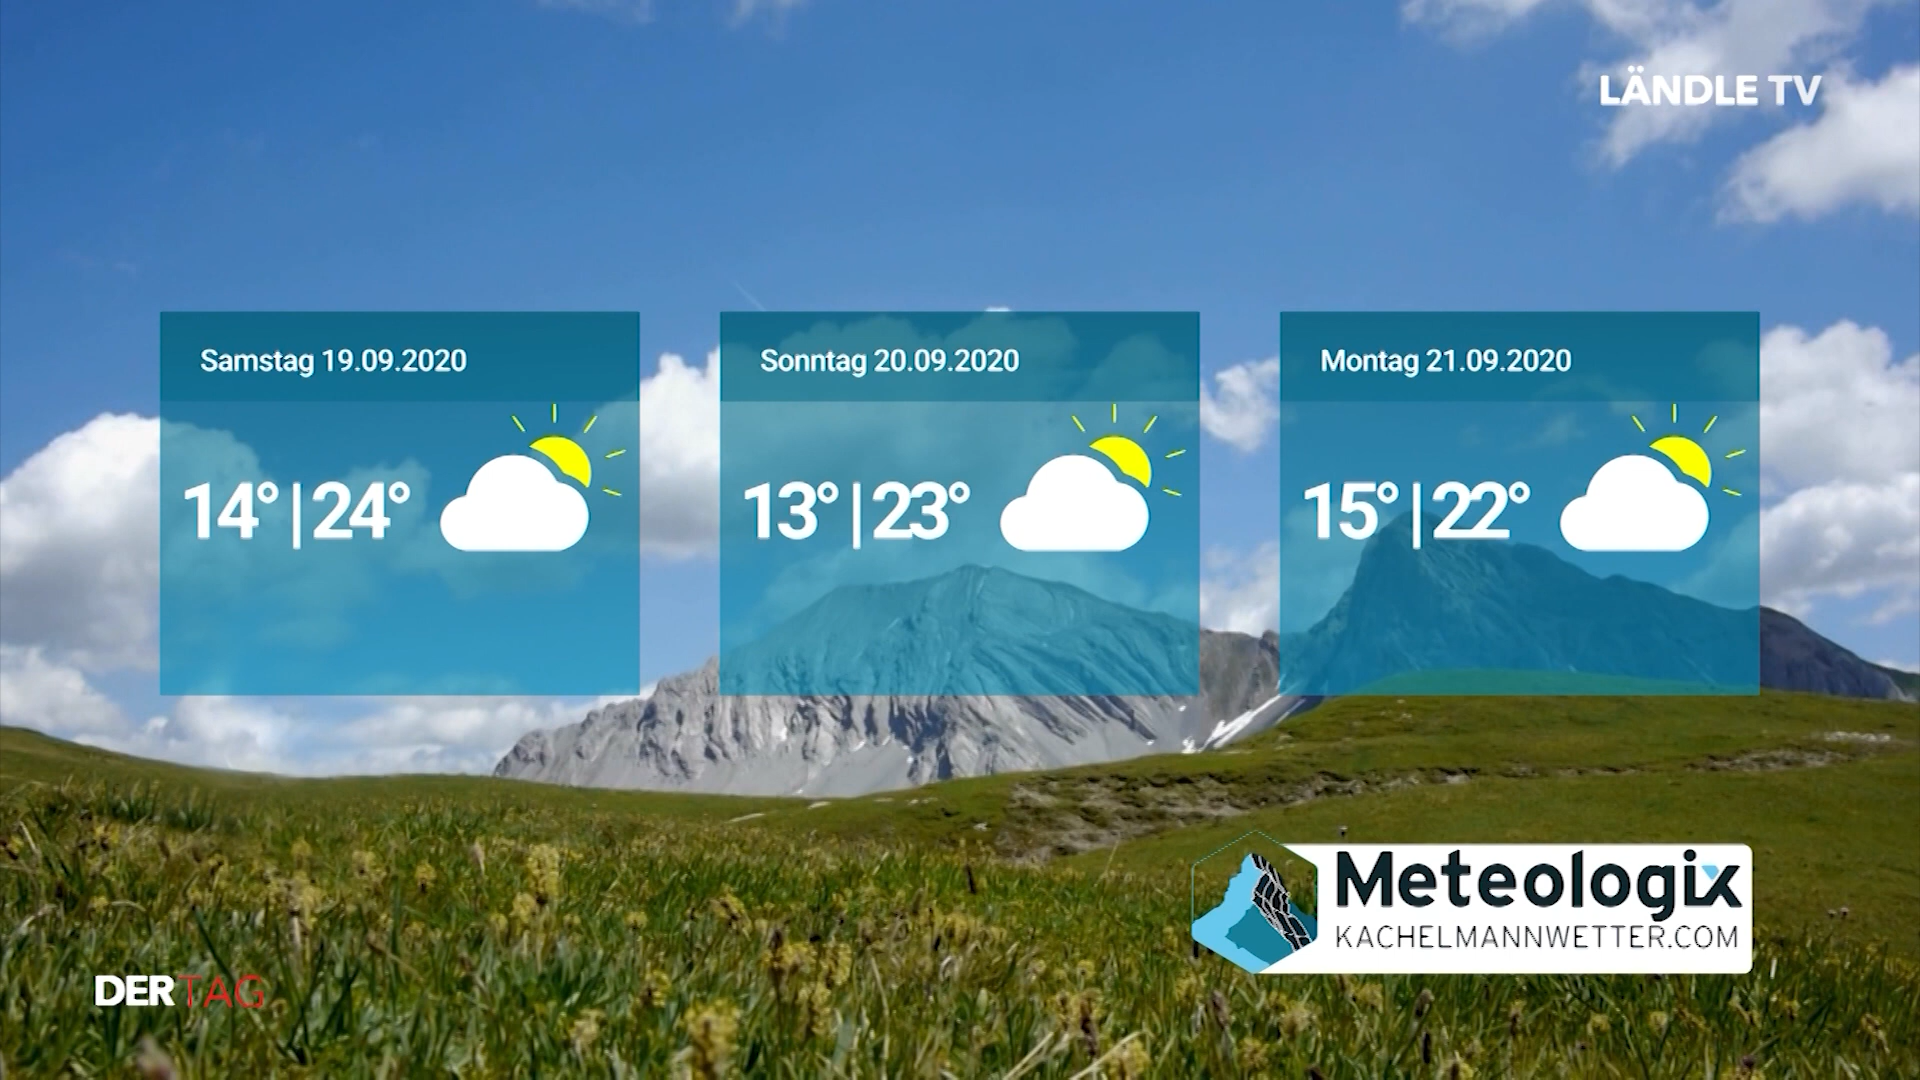 LÄNDLE TV
Samstag 19.09.2020
14° | 24°
Sonntag 20.09.2020
13° | 23°
Montag 21.09.2020
15° | 22°
Meteologix
KACHELMANNWETTER.COM
DERTAG